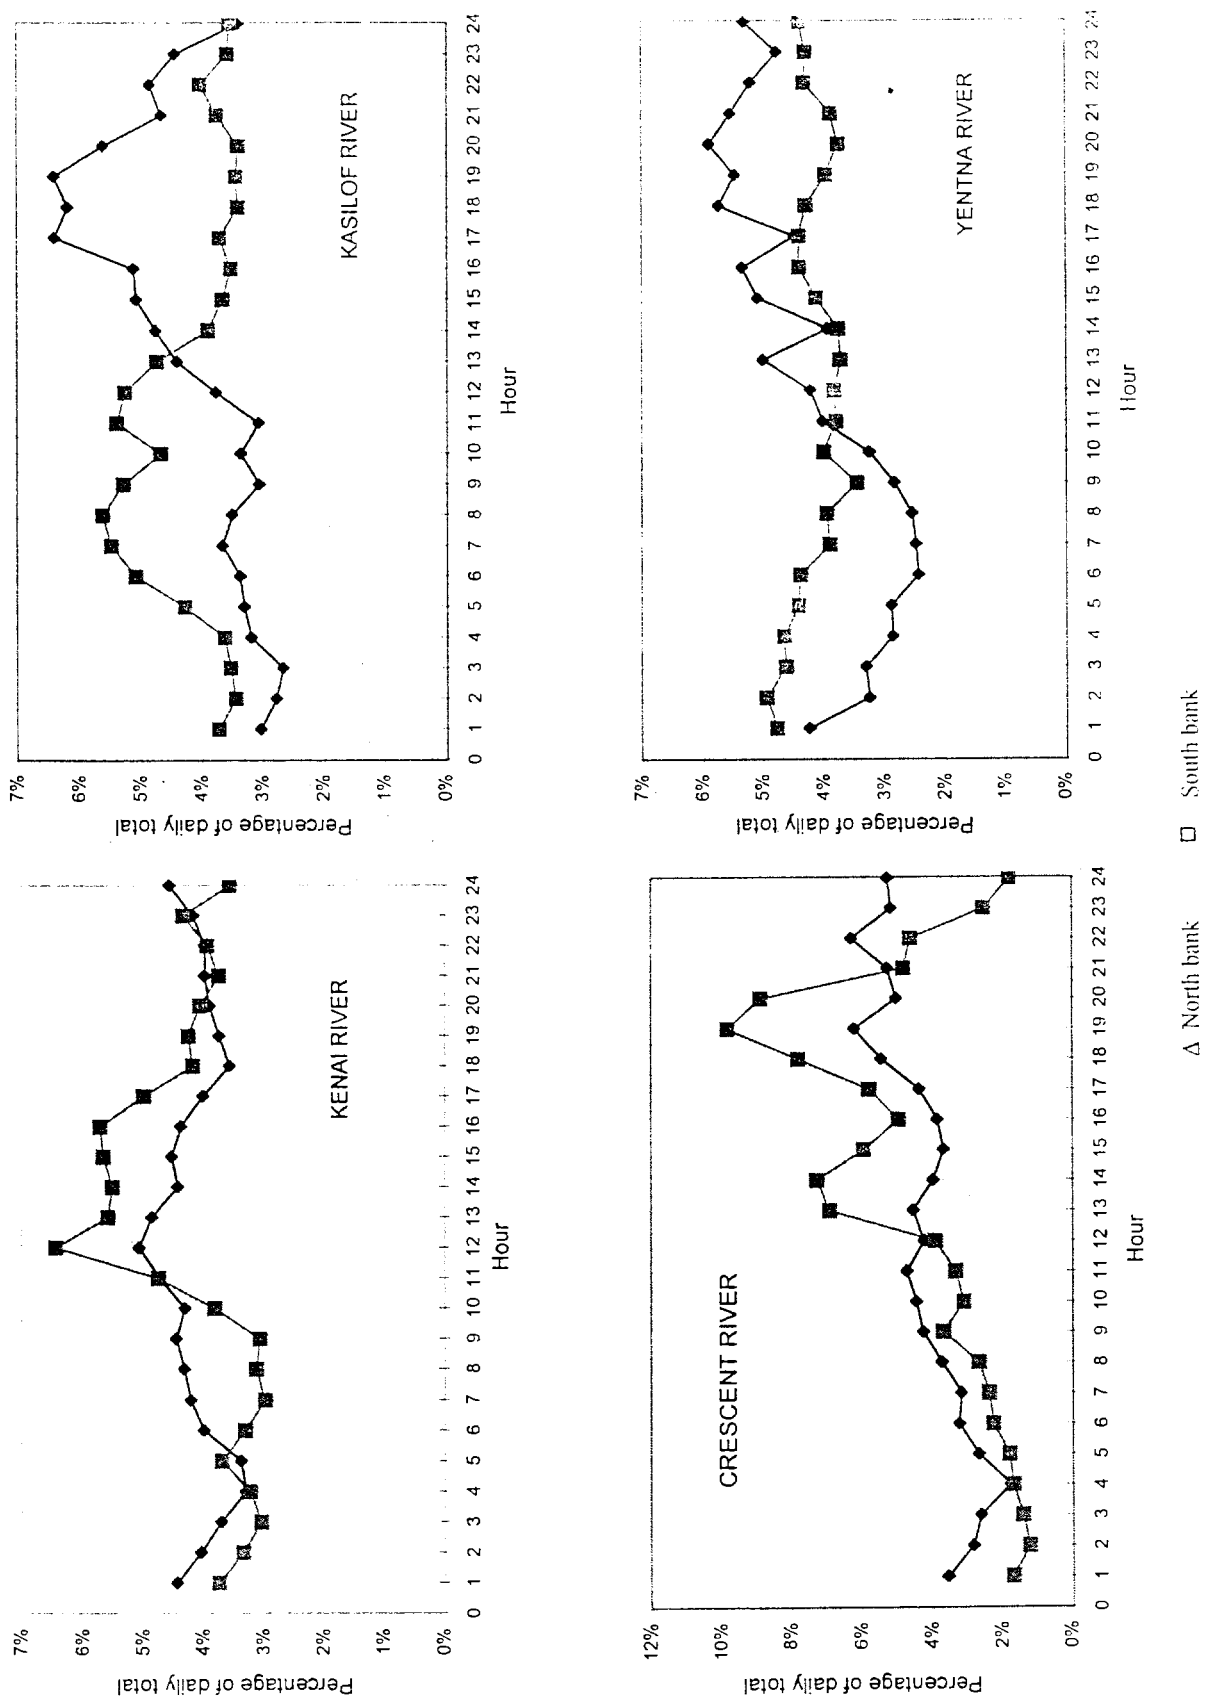 KENAI RIVER
7%
6%
5%
4%
3%
2%
1%
0%
Percentage of daily total
0 1 2 3 4 5 6 7 8 9 10 11 12 13 14 15 16 17 18 19 20 21 22 23 24
Hour
KASILOF RIVER
7%
6%
5%
4%
3%
2%
1%
0%
Percentage of daily total
0 1 2 3 4 5 6 7 8 9 10 11 12 13 14 15 16 17 18 19 20 21 22 23 24
Hour
CRESCENT RIVER
12%
10%
8%
6%
4%
2%
0%
Percentage of daily total
0 1 2 3 4 5 6 7 8 9 10 11 12 13 14 15 16 17 18 19 20 21 22 23 24
Hour
YENTNA RIVER
7%
6%
5%
4%
3%
2%
1%
0%
Percentage of daily total
0 1 2 3 4 5 6 7 8 9 10 11 12 13 14 15 16 17 18 19 20 21 22 23 24
Hour
Δ North bank □ South bank